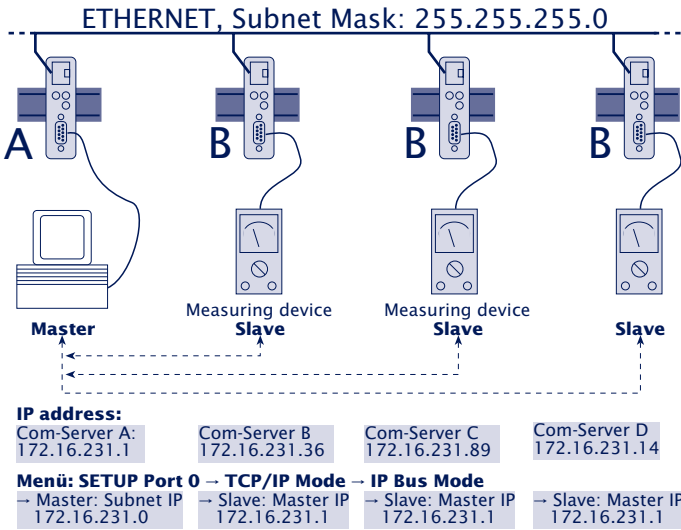 ETHERNET, Subnet Mask: 255.255.255.0
A B B B
Measuring device Measuring device
Master Slave Slave Slave
IP address:
Com-Server A: Com-Server B Com-Server C Com-Server D
172.16.231.1 172.16.231.36 172.16.231.89 172.16.231.14
Menü: SETUP Port 0 → TCP/IP Mode → IP Bus Mode
→ Master: Subnet IP → Slave: Master IP → Slave: Master IP → Slave: Master IP
172.16.231.0 172.16.231.1 172.16.231.1 172.16.231.1